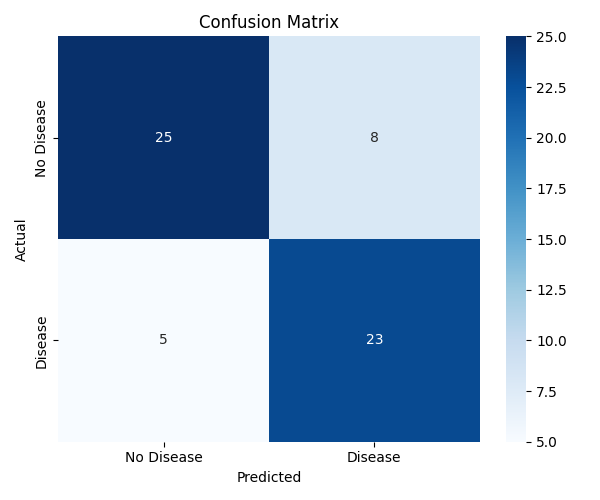 Confusion Matrix
No Disease
Disease
Actual
25
8
5
23
No Disease
Disease
Predicted
25.0
22.5
20.0
17.5
15.0
12.5
10.0
7.5
5.0